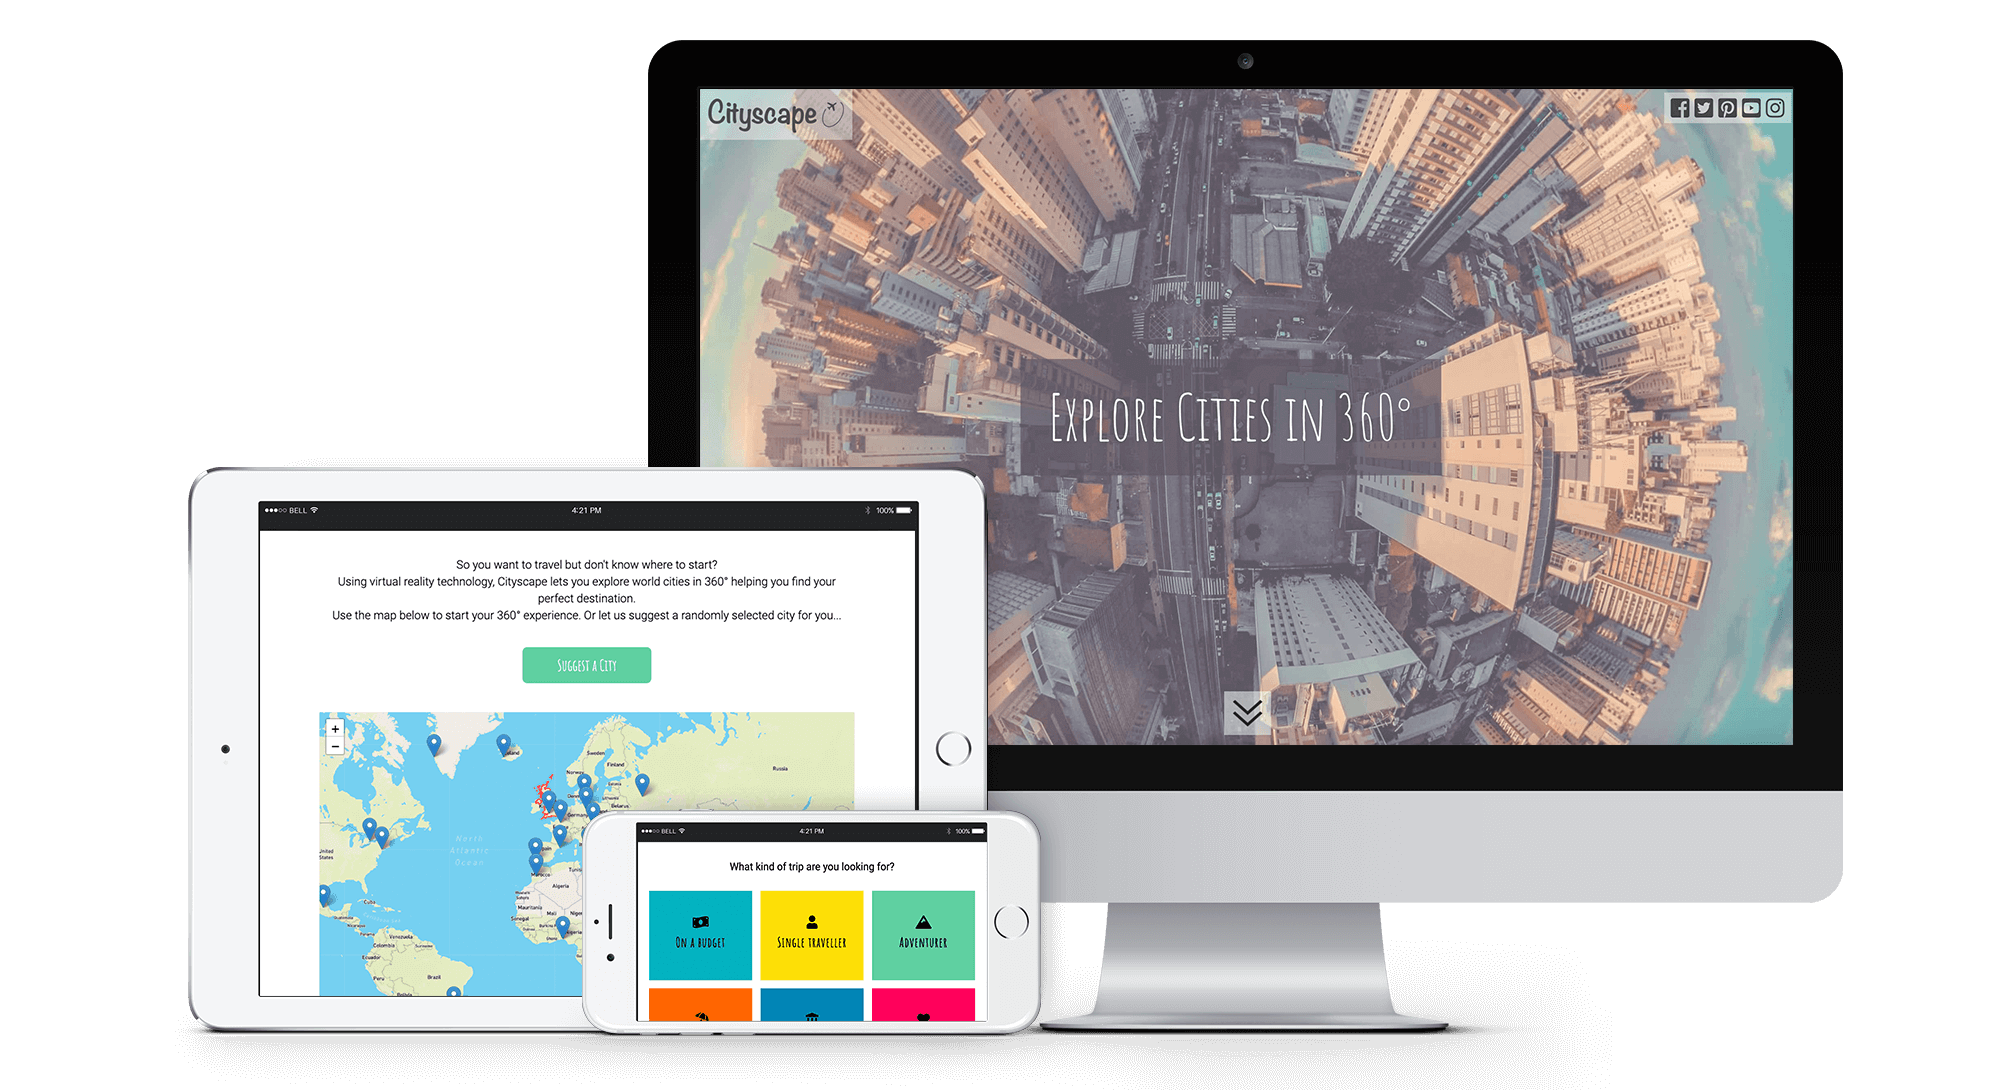 Cityscape
Explore Cities in 360°
●●●○○ BELL
4:21 PM
100%
So you want to travel but don't know where to start?
Using virtual reality technology, Cityscape lets you explore world cities in 360° helping you find your
perfect destination.
Use the map below to start your 360° experience. Or let us suggest a randomly selected city for you...
Suggest a City
+
−
Sweden
Finland
Norway
Russia
Belarus
Germany
North
Atlantic
Ocean
United
States
Morocco
Algeria
Cuba
Mauritania
Mali
Niger
Senegal
Venezuela
Colombia
Ecuador
Peru
Brazil
Bolivia
●●●○○ BELL
4:21 PM
100%
What kind of trip are you looking for?
On a budget
Single traveller
Adventurer